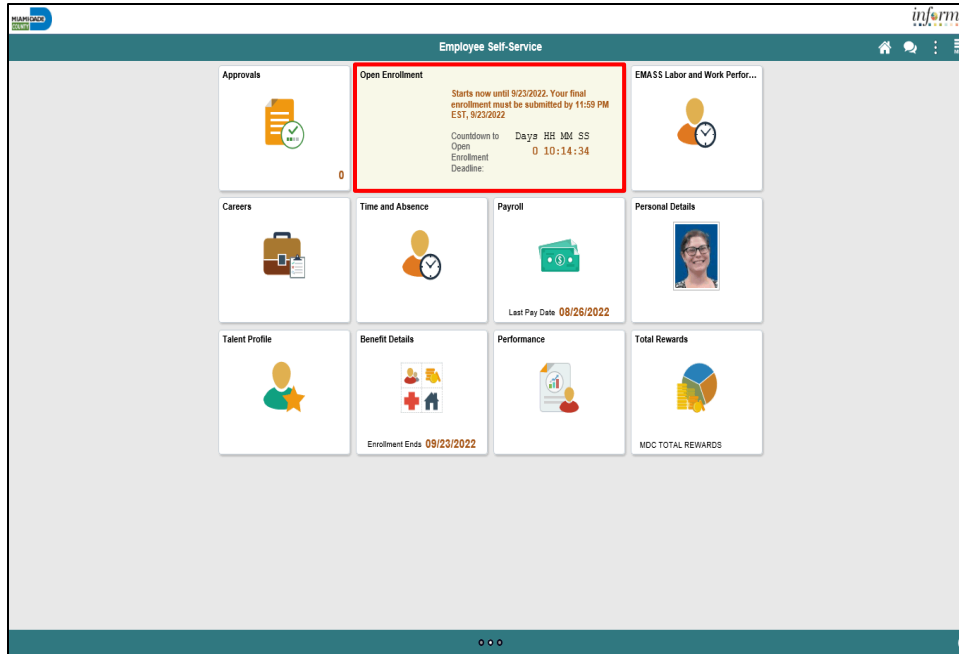 MIAMI-DADE
COUNTY
inform
Employee Self-Service
Approvals
0
Open Enrollment
Starts now until 9/23/2022. Your final
enrollment must be submitted by 11:59 PM
EST, 9/23/2022
Countdown to
Open
Enrollment
Deadline:
Days HH MM SS
0 10:14:34
EMASS Labor and Work Perfor...
Careers
Time and Absence
Payroll
Last Pay Date 08/26/2022
Personal Details
Talent Profile
Benefit Details
Enrollment Ends 09/23/2022
Performance
Total Rewards
MDC TOTAL REWARDS